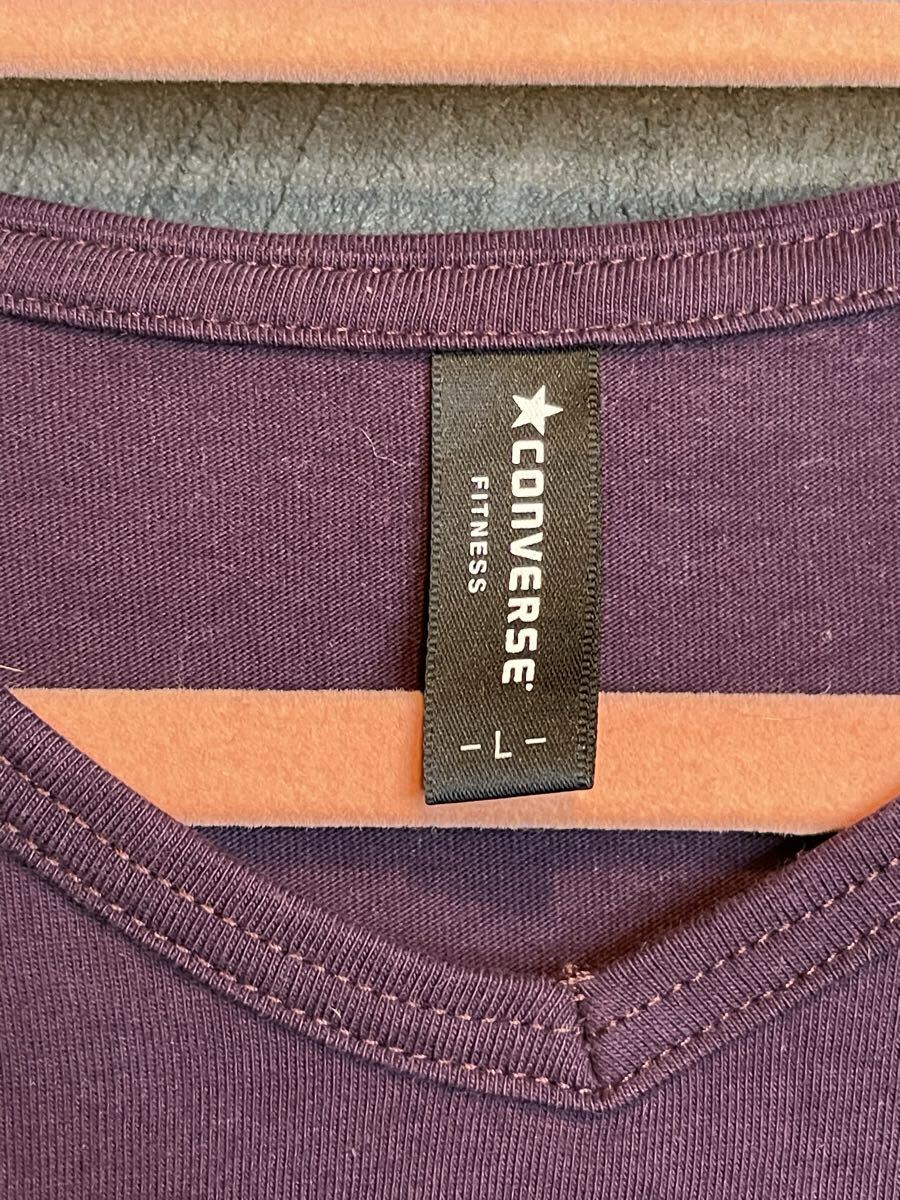 ★CONVERSE
FITNESS
- L -